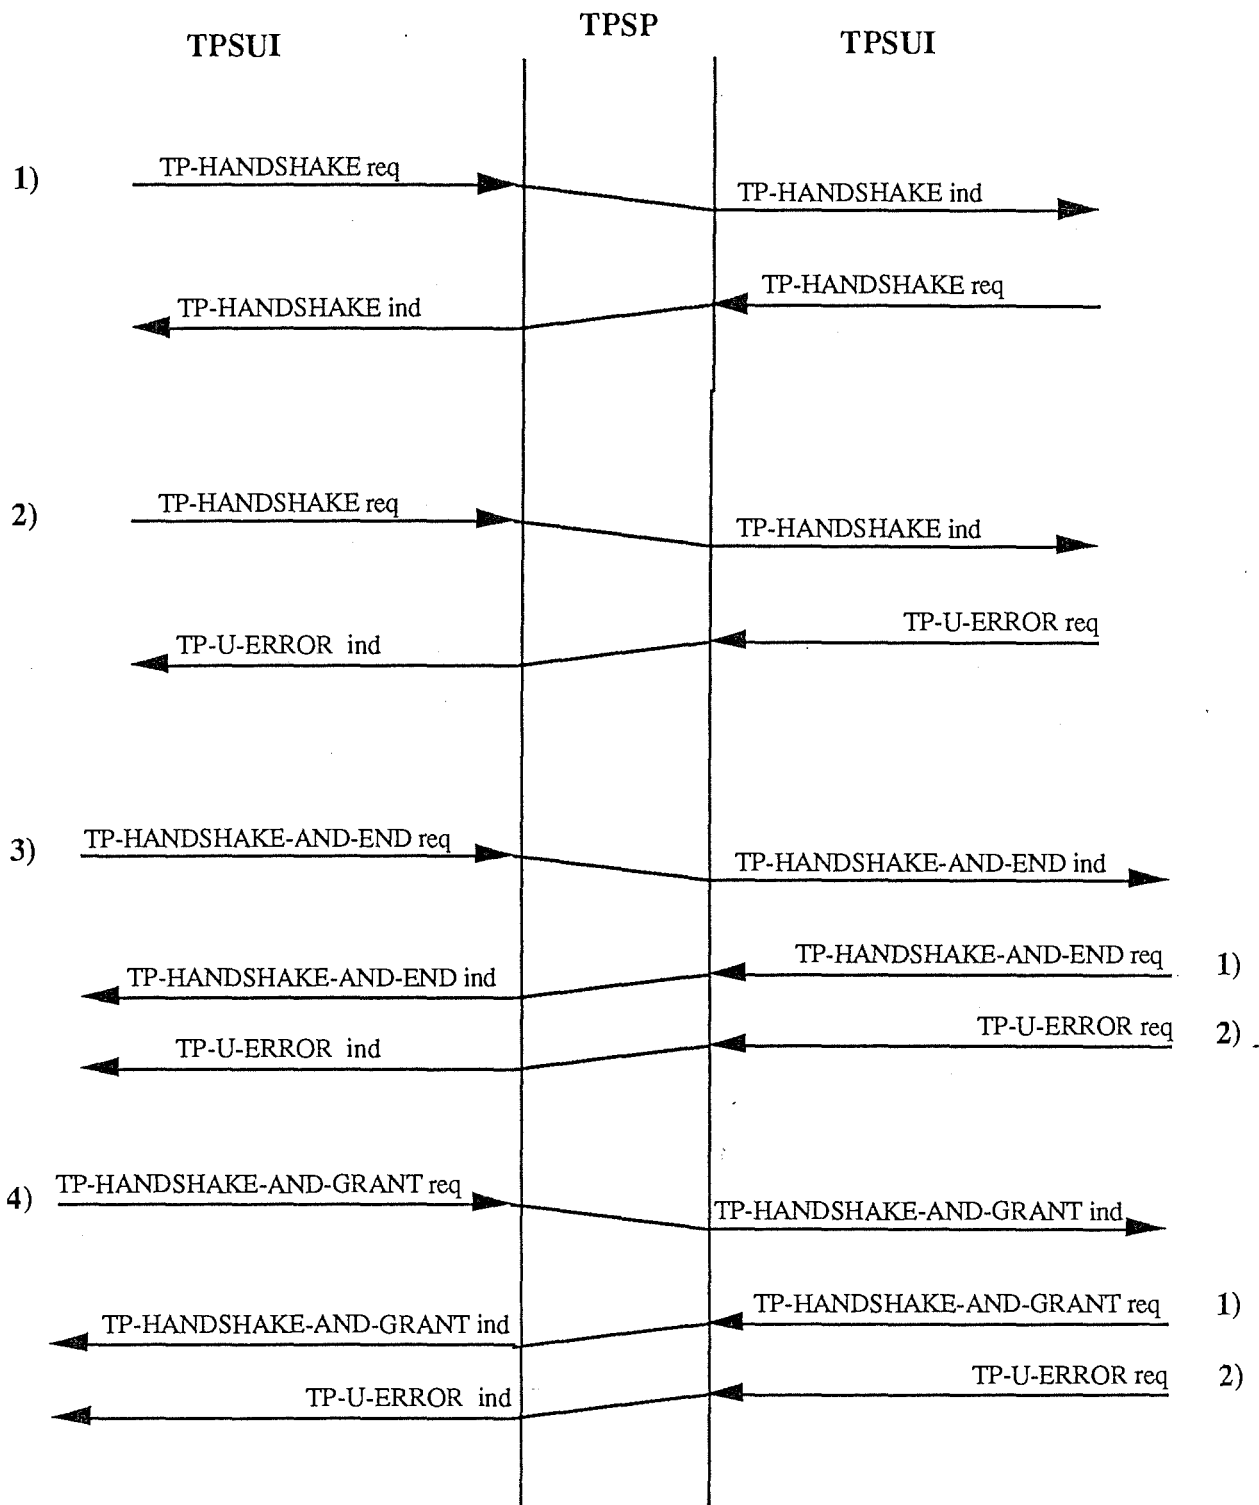 TPSUI TPSP TPSUI
1) TP-HANDSHAKE req
TP-HANDSHAKE ind
TP-HANDSHAKE req
TP-HANDSHAKE ind
2) TP-HANDSHAKE req
TP-HANDSHAKE ind
TP-U-ERROR req
TP-U-ERROR ind
3) TP-HANDSHAKE-AND-END req
TP-HANDSHAKE-AND-END ind
TP-HANDSHAKE-AND-END req 1)
TP-HANDSHAKE-AND-END ind
TP-U-ERROR req 2)
TP-U-ERROR ind
4) TP-HANDSHAKE-AND-GRANT req
TP-HANDSHAKE-AND-GRANT ind
TP-HANDSHAKE-AND-GRANT req 1)
TP-HANDSHAKE-AND-GRANT ind
TP-U-ERROR req 2)
TP-U-ERROR ind